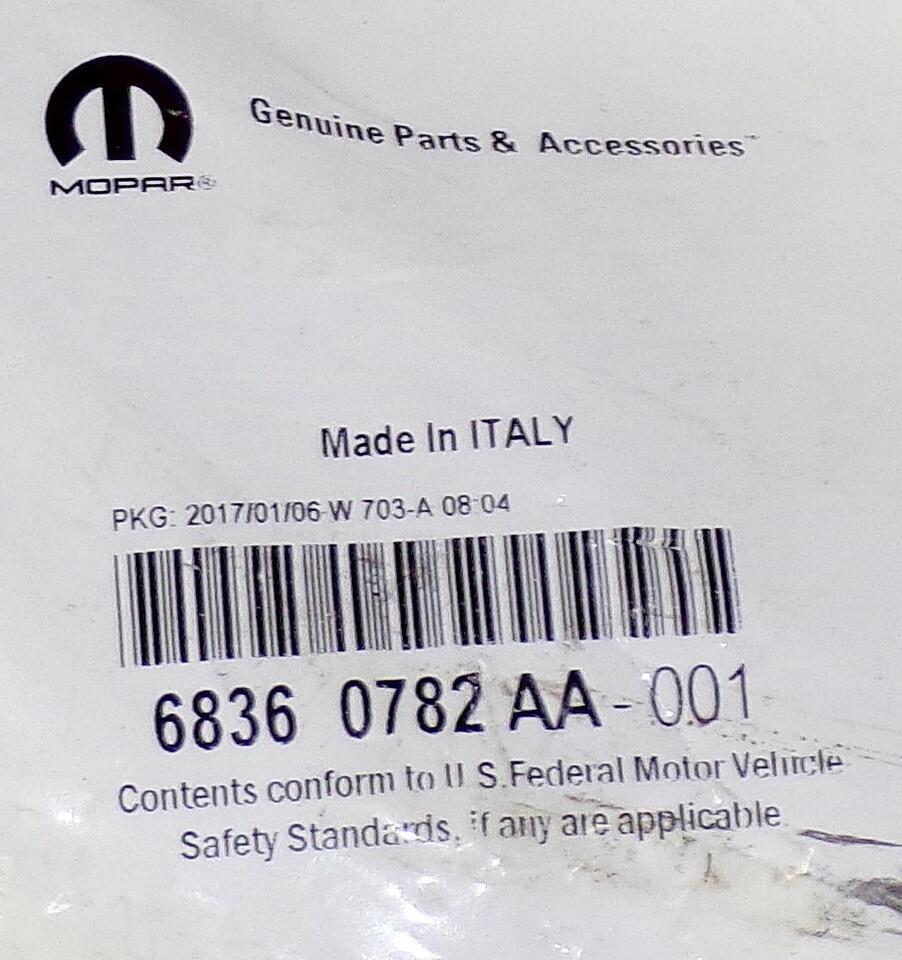 Genuine Parts & Accessories™
MOPAR®
Made In ITALY
PKG: 2017/01/06-W 703-A 08:04
6836 0782 AA - 001
Contents conform to U S. Federal Motor Vehicle
Safety Standards, if any are applicable